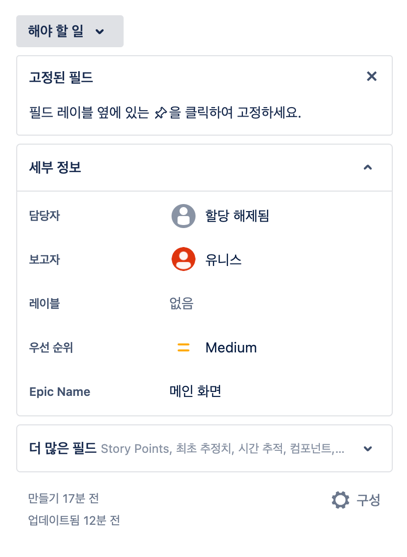 해야 할 일
고정된 필드
필드 레이블 옆에 있는 을 클릭하여 고정하세요.
세부 정보
담당자 할당 해제됨
보고자 유니스
레이블 없음
우선 순위 Medium
Epic Name 메인 화면
더 많은 필드 Story Points, 최초 추정치, 시간 추적, 컴포넌트,...
만들기 17분 전
구성
업데이트됨 12분 전